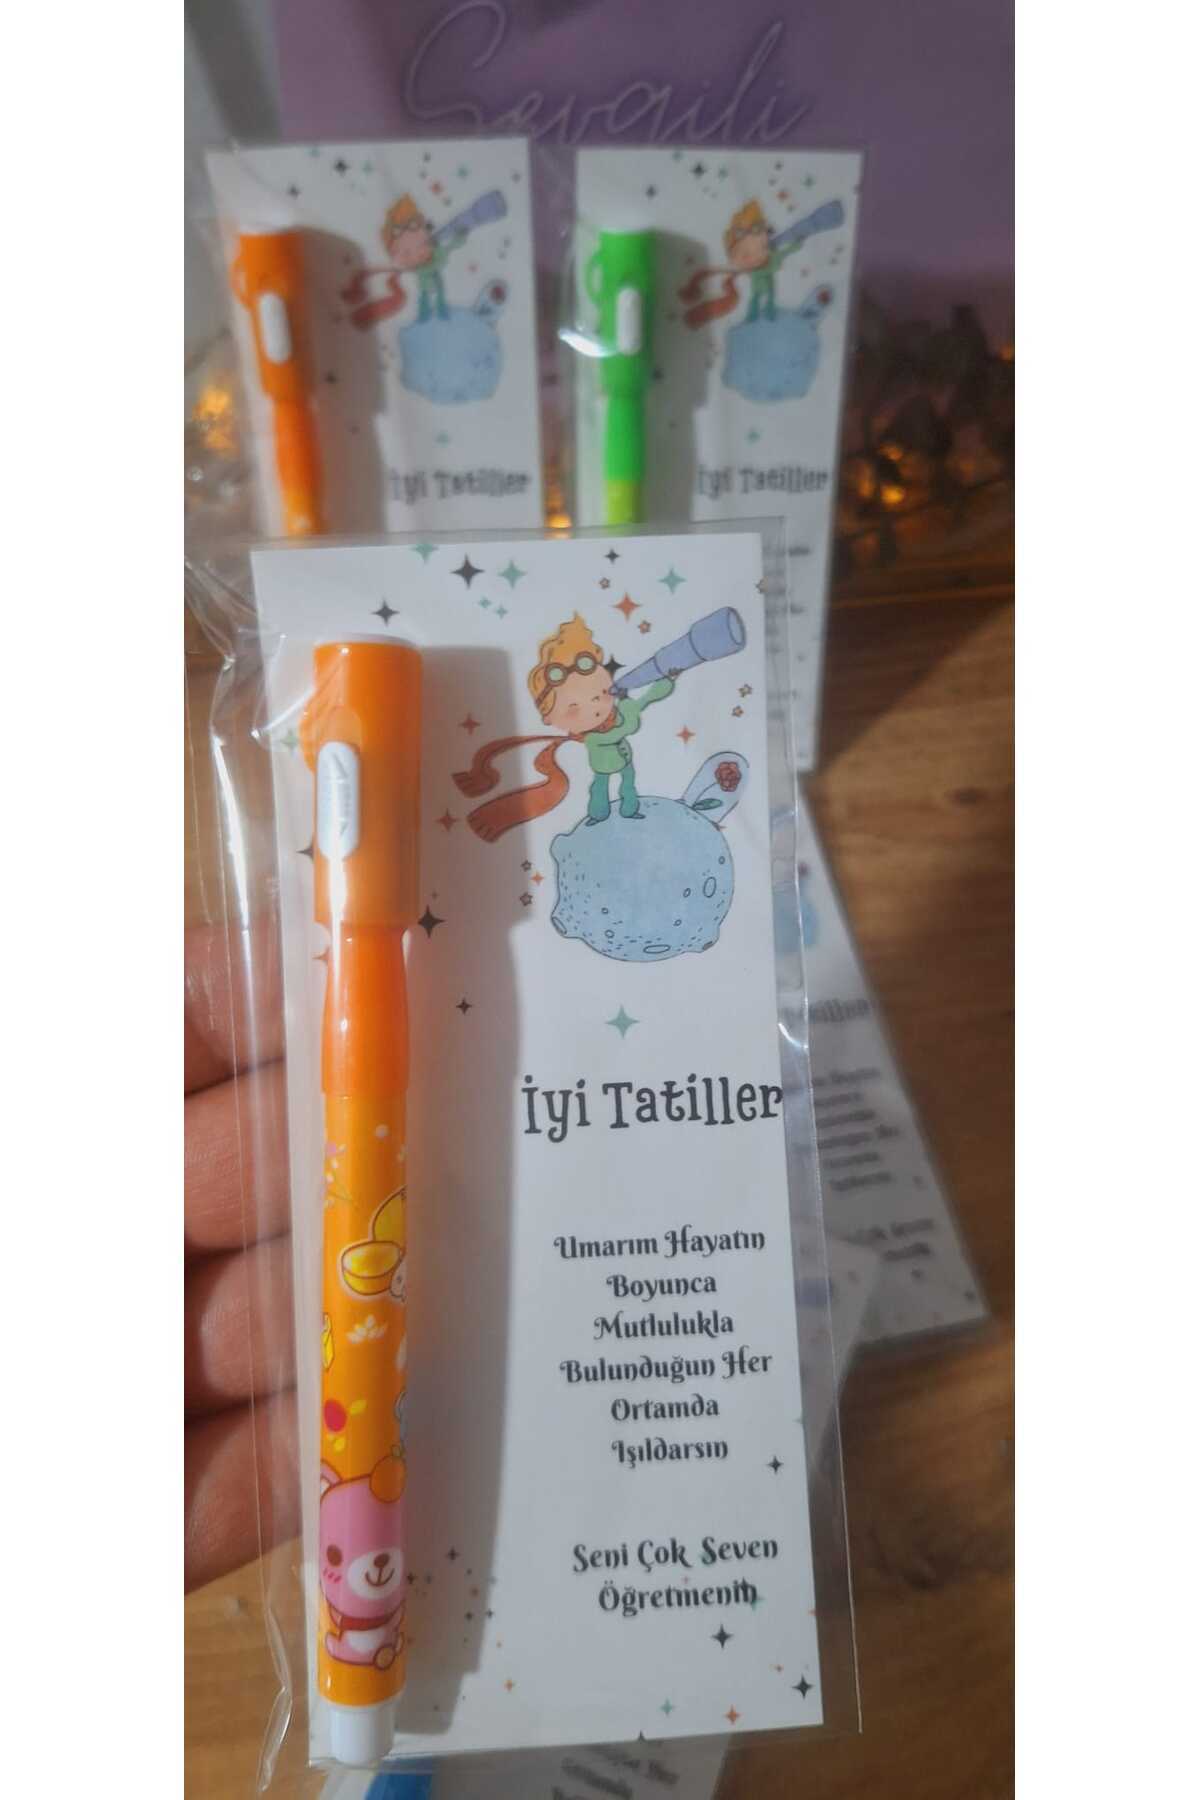 Sevgili
İyi Tatiller
İyi Tatiller
İyi Tatiller
Umarım Hayatın
Boyunca
Mutlulukla
Bulunduğun Her
Ortamda
Işıldarsın
Seni Çok Seven
Öğretmenin